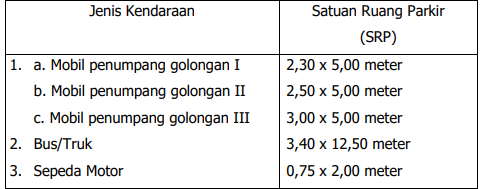 Jenis Kendaraan Satuan Ruang Parkir
(SRP)
1. a. Mobil penumpang golongan I 2,30 x 5,00 meter
b. Mobil penumpang golongan II 2,50 x 5,00 meter
c. Mobil penumpang golongan III 3,00 x 5,00 meter
2. Bus/Truk 3,40 x 12,50 meter
3. Sepeda Motor 0,75 x 2,00 meter